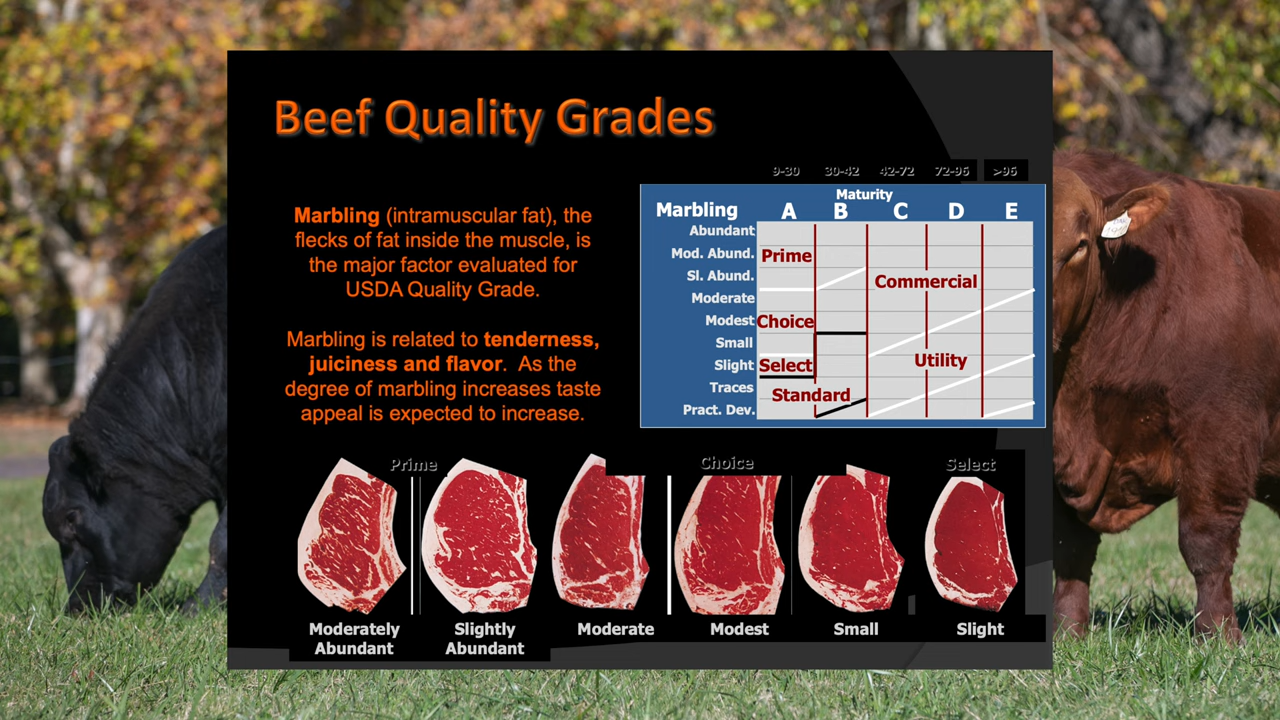 Beef Quality Grades
Marbling (intramuscular fat), the
flecks of fat inside the muscle, is
the major factor evaluated for
USDA Quality Grade.
Marbling is related to tenderness,
juiciness and flavor. As the
degree of marbling increases taste
appeal is expected to increase.
9-30 30-42 42-72 72-96 >96
Maturity
Marbling A B C D E
Abundant
Mod. Abund. Prime
Sl. Abund. Commercial
Moderate
Modest Choice
Small
Slight Select Utility
Traces Standard
Pract. Dev.
Prime Choice Select
Moderately
Abundant
Slightly
Abundant
Moderate
Modest
Small
Slight